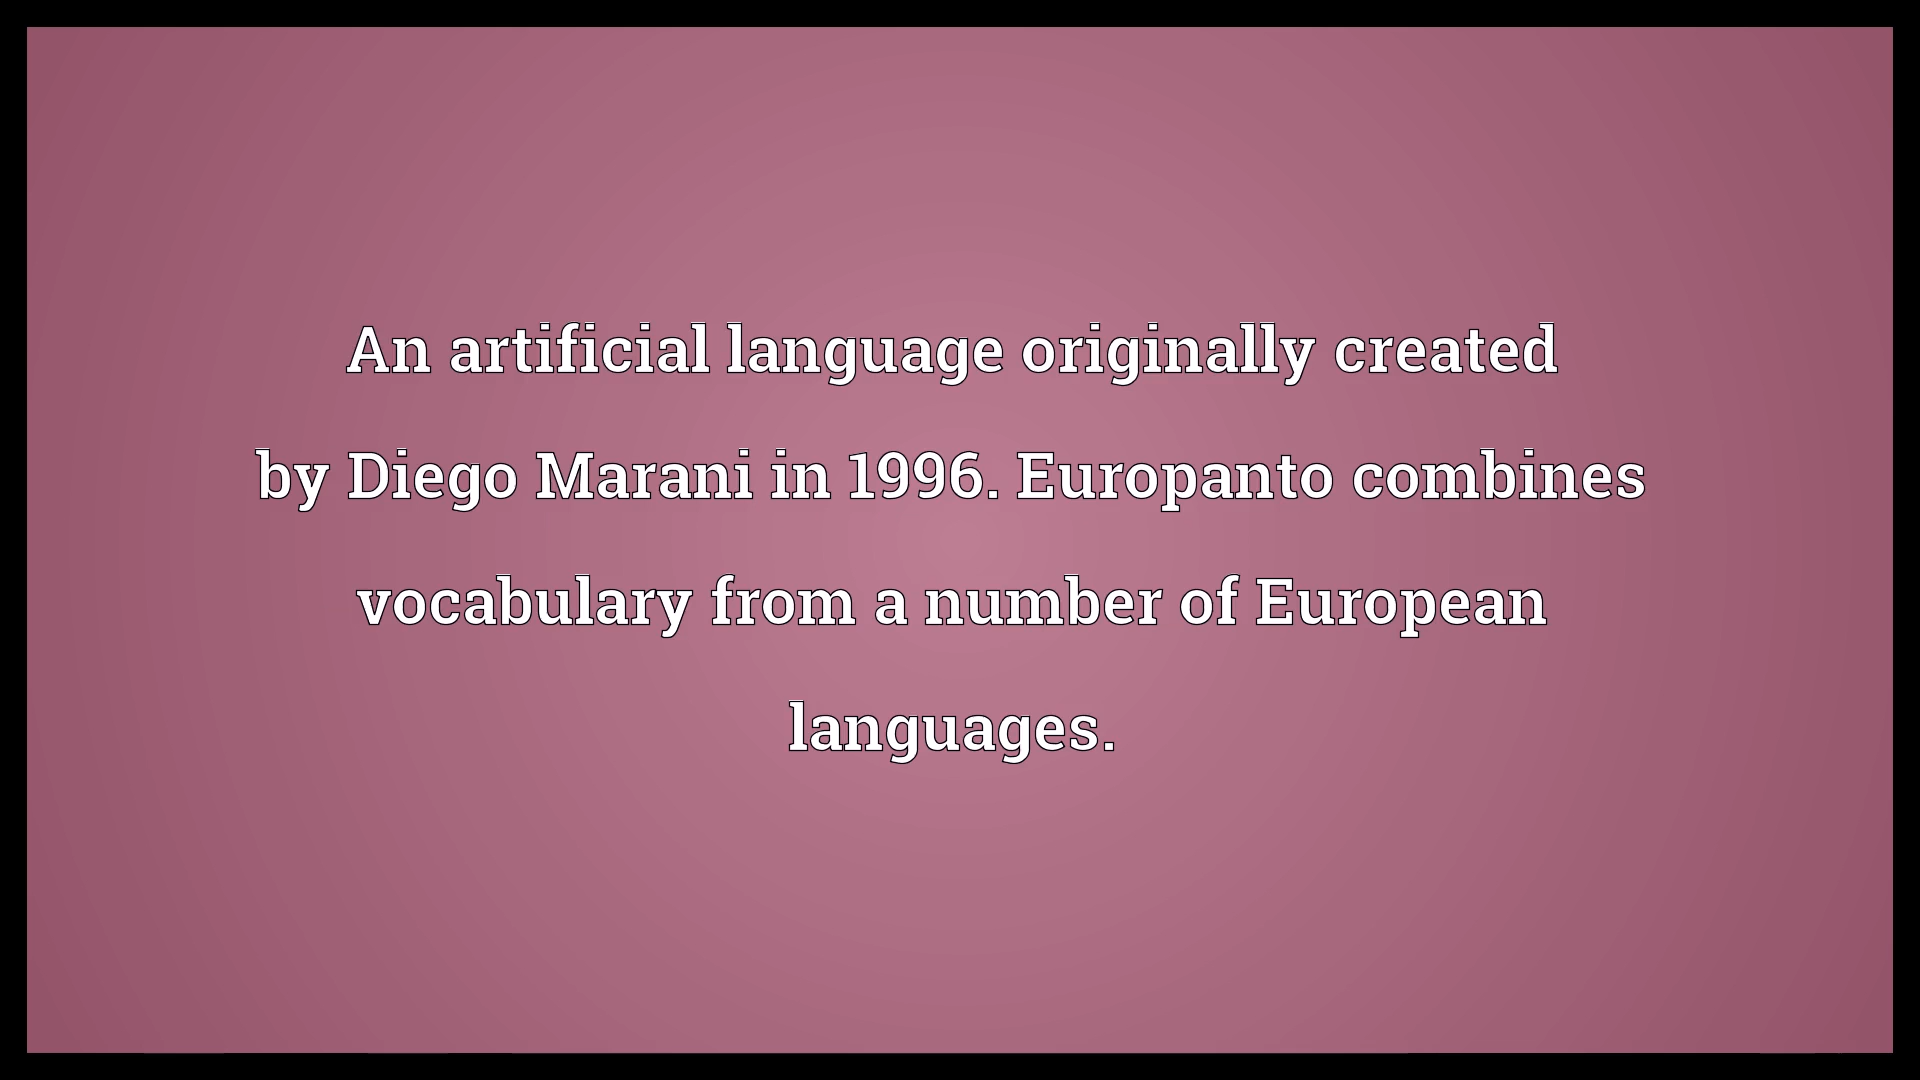 An artificial language originally created
by Diego Marani in 1996. Europanto combines
vocabulary from a number of European
languages.